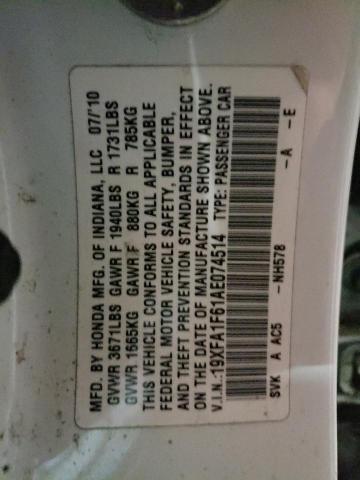 MFD. BY HONDA MFG. OF INDIANA, LLC 07/'10
GVWR 3671LBS GAWR F 1940LBS R 1731LBS
GVWR 1665KG GAWR F 880KG R 785KG
THIS VEHICLE CONFORMS TO ALL APPLICABLE
FEDERAL MOTOR VEHICLE SAFETY, BUMPER,
AND THEFT PREVENTION STANDARDS IN EFFECT
ON THE DATE OF MANUFACTURE SHOWN ABOVE.
V.I.N.:19XFA1F61AE074514 TYPE: PASSENGER CAR
SVK A AC5 -NH578 -A -E